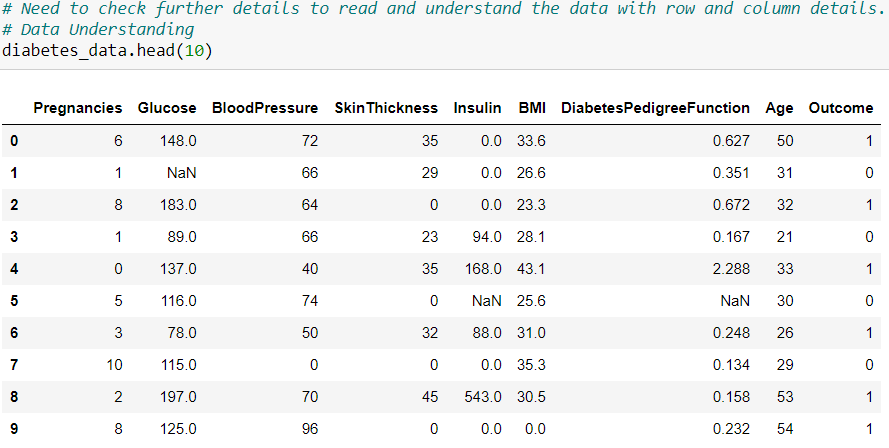 # Need to check further details to read and understand the data with row and column details.
# Data Understanding
diabetes_data.head(10)
Pregnancies Glucose BloodPressure SkinThickness Insulin BMI DiabetesPedigreeFunction Age Outcome
0 6 148.0 72 35 0.0 33.6 0.627 50 1
1 1 NaN 66 29 0.0 26.6 0.351 31 0
2 8 183.0 64 0 0.0 23.3 0.672 32 1
3 1 89.0 66 23 94.0 28.1 0.167 21 0
4 0 137.0 40 35 168.0 43.1 2.288 33 1
5 5 116.0 74 0 NaN 25.6 NaN 30 0
6 3 78.0 50 32 88.0 31.0 0.248 26 1
7 10 115.0 0 0 0.0 35.3 0.134 29 0
8 2 197.0 70 45 543.0 30.5 0.158 53 1
9 8 125.0 96 0 0.0 0.0 0.232 54 1